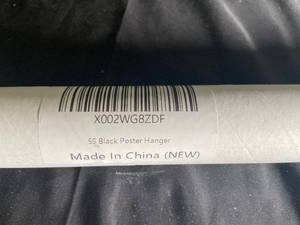 X002WG8ZDF
55 Black Poster Hanger
Made In China (NEW)